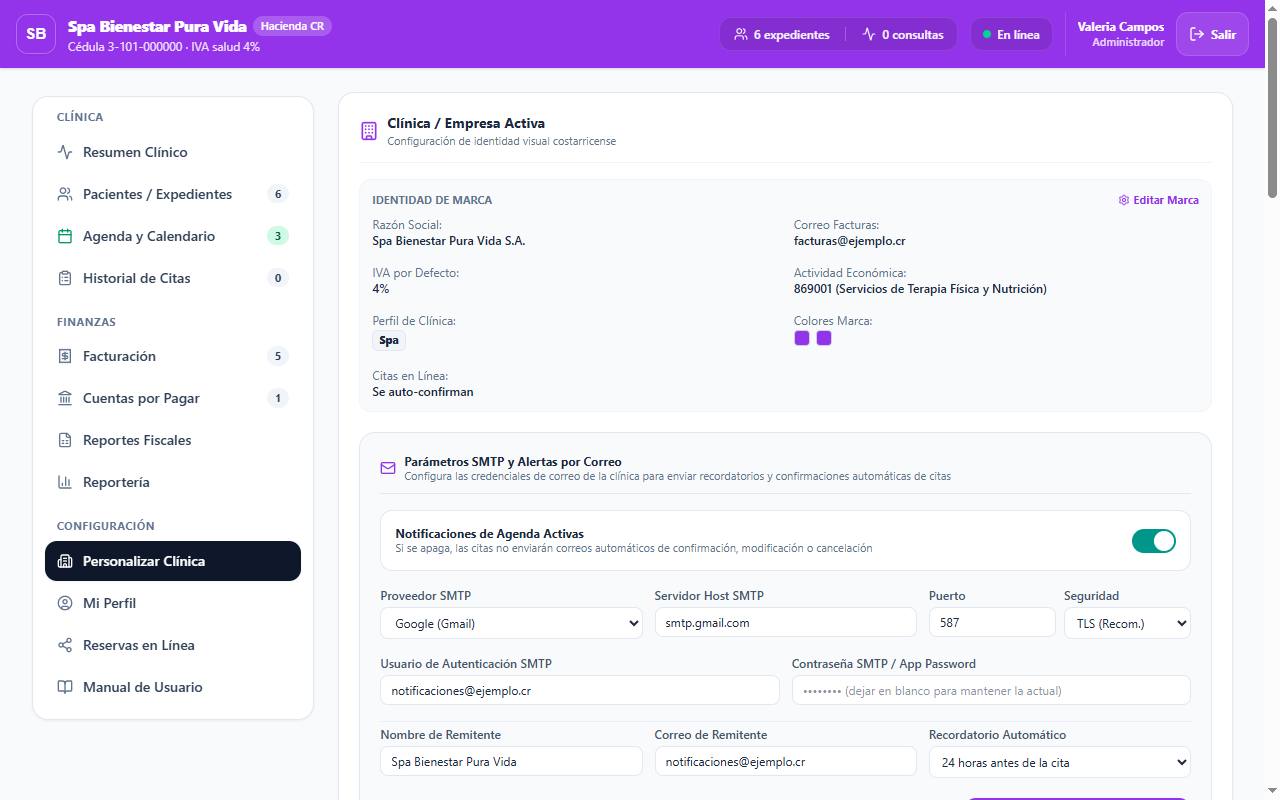 SB
Spa Bienestar Pura Vida
Hacienda CR
Cédula 3-101-000000 · IVA salud 4%
6 expedientes
0 consultas
En línea
Valeria Campos
Administrador
Salir
CLÍNICA
Resumen Clínico
Pacientes / Expedientes 6
Agenda y Calendario 3
Historial de Citas 0
FINANZAS
Facturación 5
Cuentas por Pagar 1
Reportes Fiscales
Reportería
CONFIGURACIÓN
Personalizar Clínica
Mi Perfil
Reservas en Línea
Manual de Usuario
Clínica / Empresa Activa
Configuración de identidad visual costarricense
IDENTIDAD DE MARCA
Editar Marca
Razón Social:
Spa Bienestar Pura Vida S.A.
Correo Facturas:
facturas@ejemplo.cr
IVA por Defecto:
4%
Actividad Económica:
869001 (Servicios de Terapia Física y Nutrición)
Perfil de Clínica:
Spa
Colores Marca:
Citas en Línea:
Se auto-confirman
Parámetros SMTP y Alertas por Correo
Configura las credenciales de correo de la clínica para enviar recordatorios y confirmaciones automáticas de citas
Notificaciones de Agenda Activas
Si se apaga, las citas no enviarán correos automáticos de confirmación, modificación o cancelación
Proveedor SMTP
Google (Gmail)
Servidor Host SMTP
smtp.gmail.com
Puerto
587
Seguridad
TLS (Recom.)
Usuario de Autenticación SMTP
notificaciones@ejemplo.cr
Contraseña SMTP / App Password
•••••••• (dejar en blanco para mantener la actual)
Nombre de Remitente
Spa Bienestar Pura Vida
Correo de Remitente
notificaciones@ejemplo.cr
Recordatorio Automático
24 horas antes de la cita